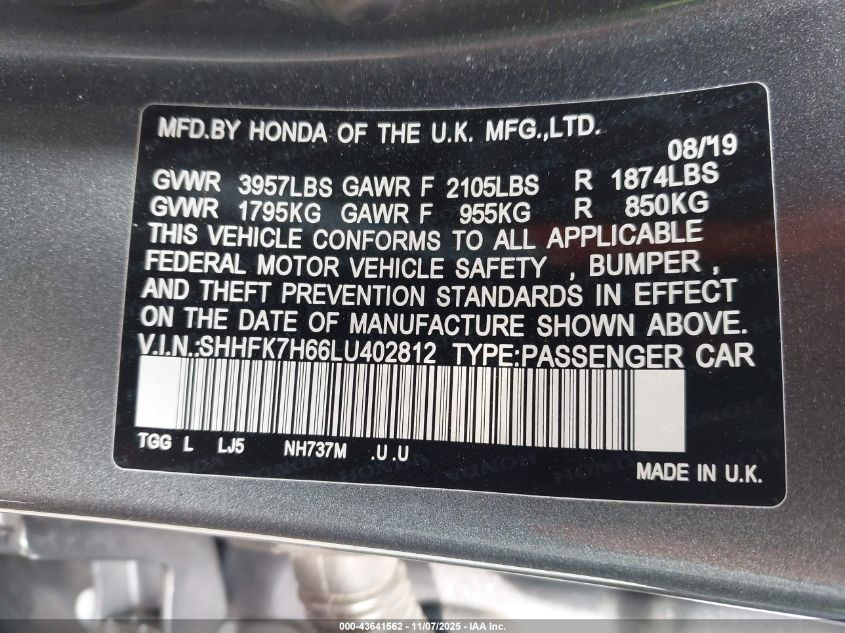 MFD.BY HONDA OF THE U.K. MFG.,LTD.
08/'19
GVWR 3957LBS GAWR F 2105LBS R 1874LBS
GVWR 1795KG GAWR F 955KG R 850KG
THIS VEHICLE CONFORMS TO ALL APPLICABLE
FEDERAL MOTOR VEHICLE SAFETY , BUMPER ,
AND THEFT PREVENTION STANDARDS IN EFFECT
ON THE DATE OF MANUFACTURE SHOWN ABOVE.
V.I.N.:SHHFK7H66LU402812 TYPE:PASSENGER CAR
TGG L LJ5 NH737M .U.U
MADE IN U.K.
000-43641562 - 11/07/2025 - IAA Inc.